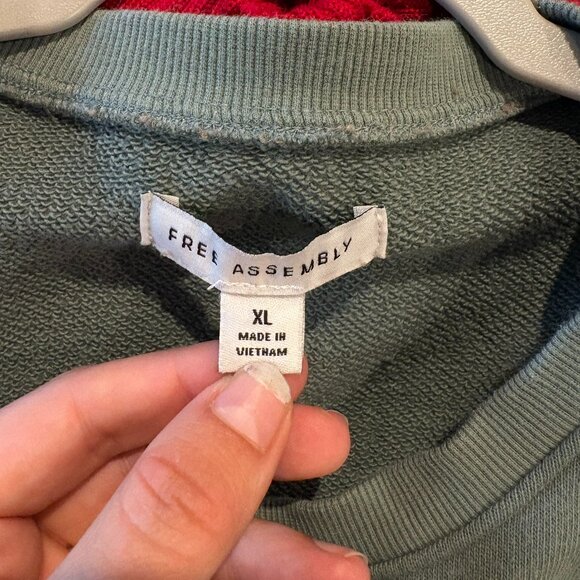 FREE ASSEMBLY
XL
MADE IN
VIETNAM